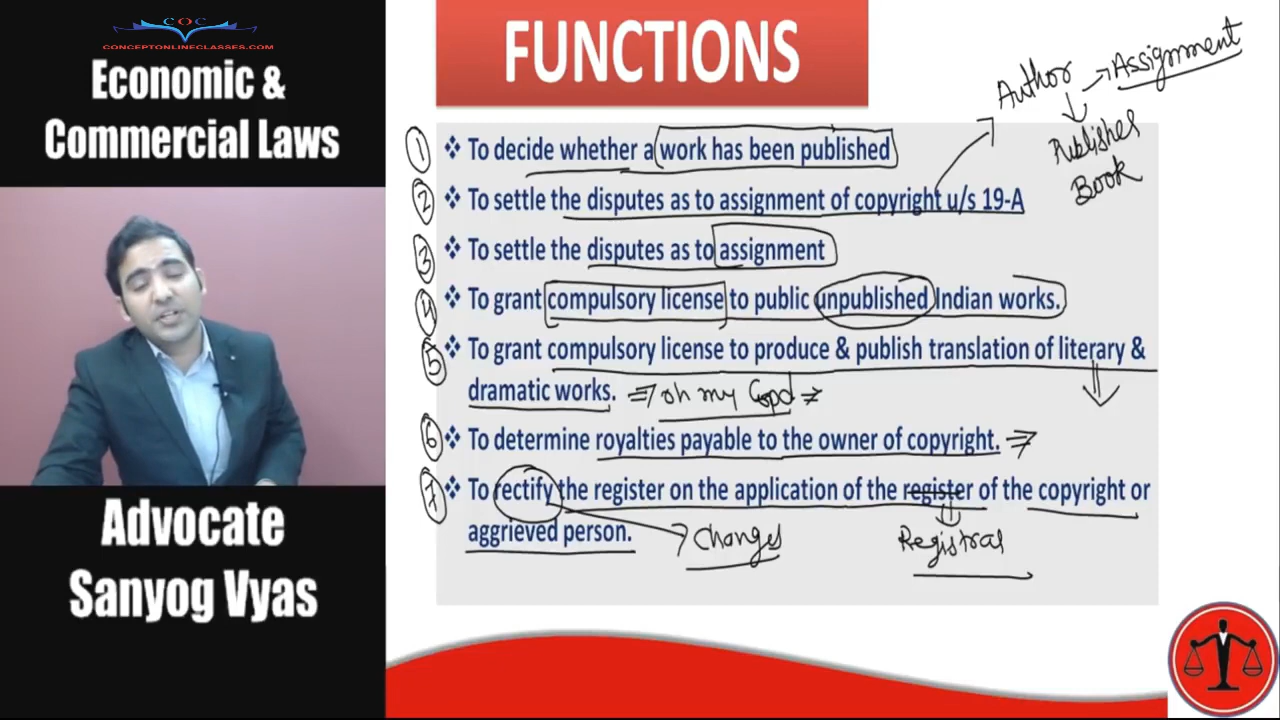 COC
CONCEPTONLINECLASSES.COM
Economic &
Commercial Laws
Advocate
Sanyog Vyas
FUNCTIONS
Author → Assignment
Publisher
Book
① ❖ To decide whether a work has been published
② ❖ To settle the disputes as to assignment of copyright u/s 19-A
③ ❖ To settle the disputes as to assignment
④ ❖ To grant compulsory license to public unpublished Indian works.
⑤ ❖ To grant compulsory license to produce & publish translation of literary &
dramatic works. ⇒ oh my God ⇒
⑥ ❖ To determine royalties payable to the owner of copyright. ⇒
⑦ ❖ To rectify the register on the application of the register of the copyright or
aggrieved person.
Changes
Registrar